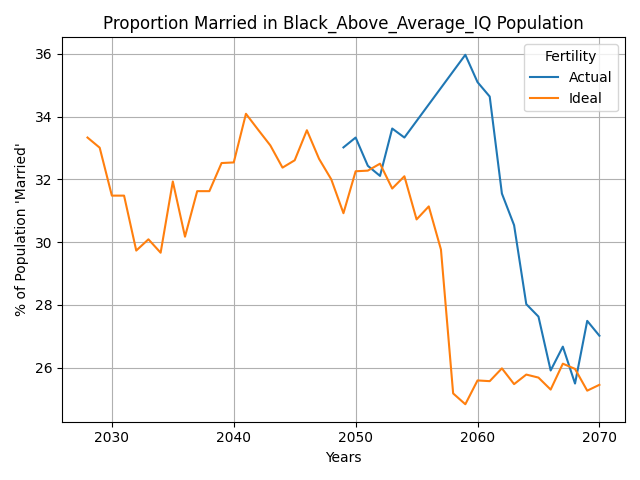 Proportion Married in Black_Above_Average_IQ Population
% of Population 'Married'
36
34
32
30
28
26
Fertility
Actual
Ideal
2030
2040
2050
2060
2070
Years